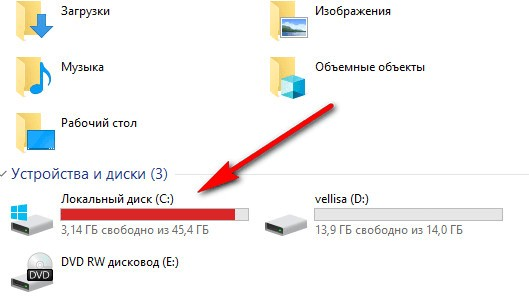 Загрузки
Изображения
Музыка
Объемные объекты
Рабочий стол
Устройства и диски (3)
Локальный диск (C:)
3,14 ГБ свободно из 45,4 ГБ
vellisa (D:)
13,9 ГБ свободно из 14,0 ГБ
DVD RW дисковод (E:)
DVD